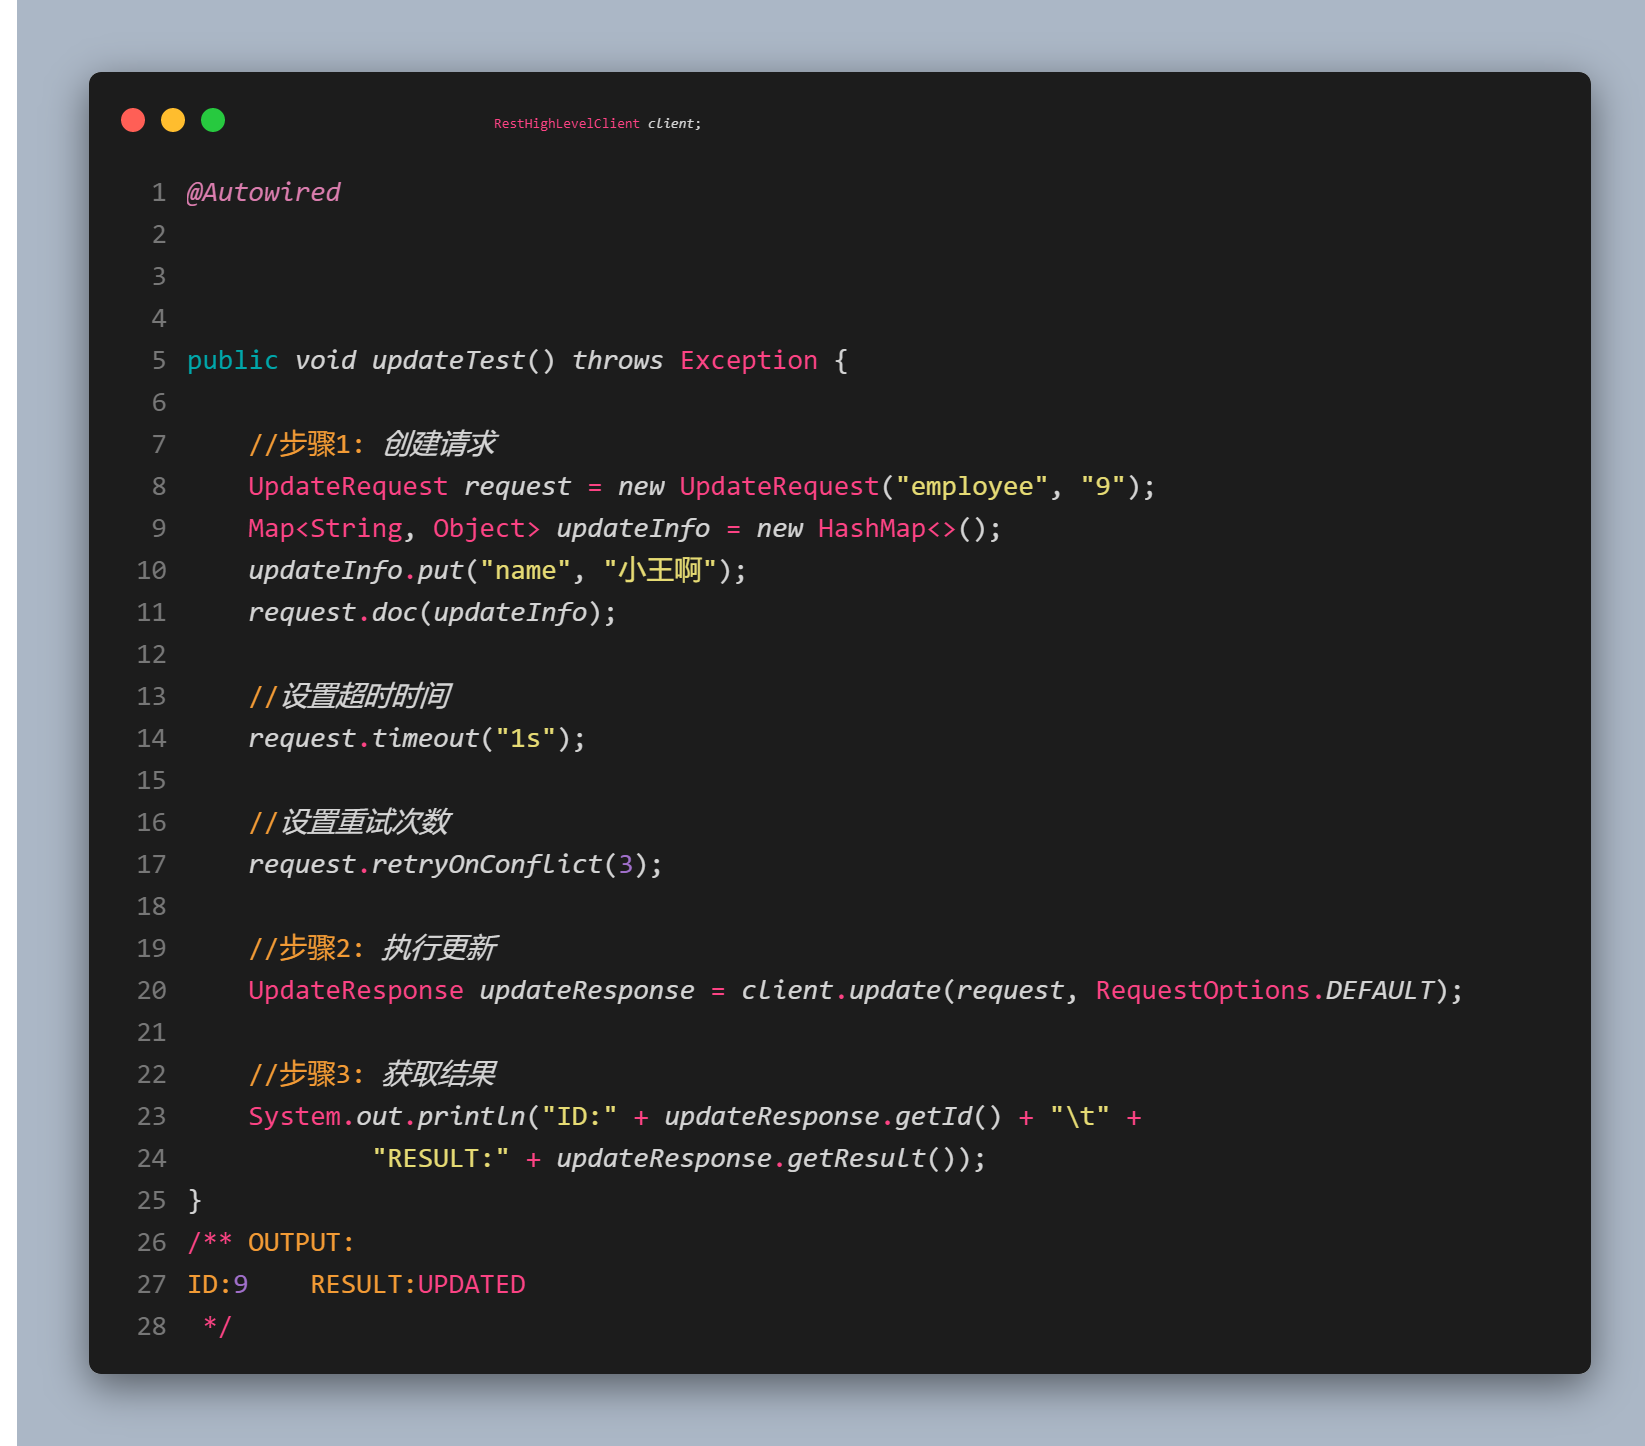 RestHighLevelClient client;
1 @Autowired
2
3
4
5 public void updateTest() throws Exception {
6
7     //步骤1: 创建请求
8     UpdateRequest request = new UpdateRequest("employee", "9");
9     Map<String, Object> updateInfo = new HashMap<>();
10     updateInfo.put("name", "小王啊");
11     request.doc(updateInfo);
12
13     //设置超时时间
14     request.timeout("1s");
15
16     //设置重试次数
17     request.retryOnConflict(3);
18
19     //步骤2: 执行更新
20     UpdateResponse updateResponse = client.update(request, RequestOptions.DEFAULT);
21
22     //步骤3: 获取结果
23     System.out.println("ID:" + updateResponse.getId() + "\t" +
24             "RESULT:" + updateResponse.getResult());
25 }
26 /** OUTPUT:
27 ID:9    RESULT:UPDATED
28  */